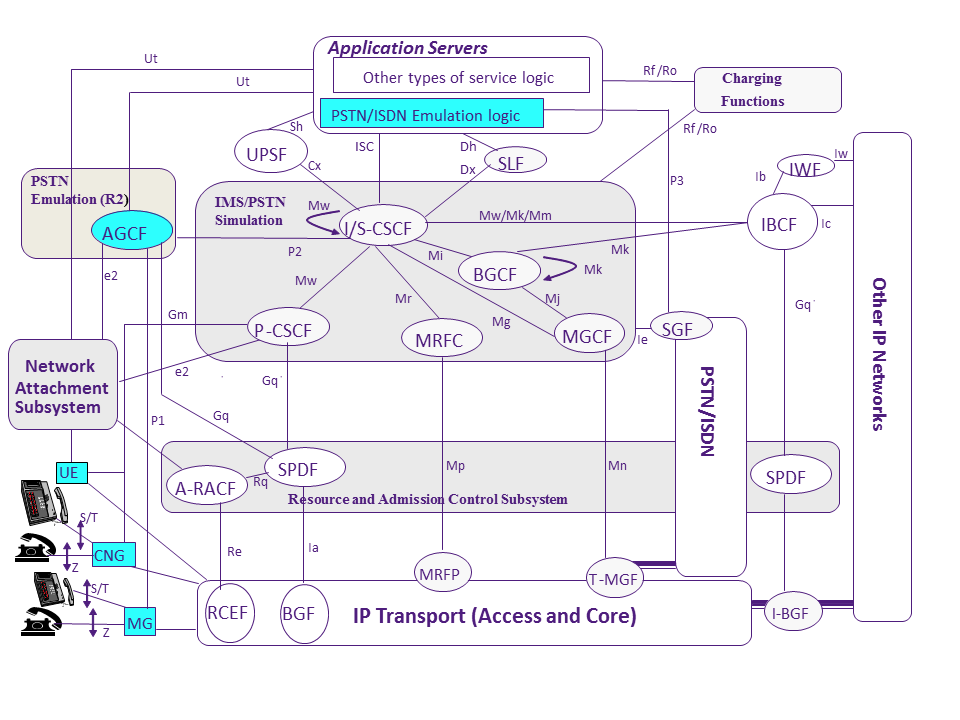 Application Servers
Other types of service logic
PSTN/ISDN Emulation logic
Ut
Ut
Rf/Ro
Charging
Functions
Rf/Ro
Sh
UPSF
Cx
ISC
Dh
Dx
SLF
P3
Iw
IWF
Ib
IBCF
Ic
PSTN
Emulation (R2)
AGCF
IMS/PSTN
Simulation
Mw
I/S-CSCF
Mw/Mk/Mm
P2
Mi
BGCF
Mk
Mk
e2
Mw
Mr
Mj
Mg
Gq`
Gm
P-CSCF
MRFC
MGCF
Ie
SGF
Other IP Networks
PSTN/ISDN
Network
Attachment
Subsystem
e2
Gq`
P1
Gq
UE
A-RACF
Rq
SPDF
Mp
Mn
SPDF
Resource and Admission Control Subsystem
S/T
CNG
Z
Re
Ia
MRFP
T-MGF
S/T
MG
Z
RCEF
BGF
IP Transport (Access and Core)
I-BGF